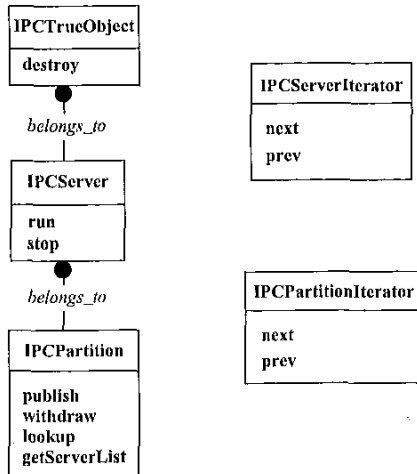 IPCTrueObject
destroy
belongs_to
IPCServer
run
stop
belongs_to
IPCPartition
publish
withdraw
lookup
getServerList
IPCServerIterator
next
prev
IPCPartitionIterator
next
prev